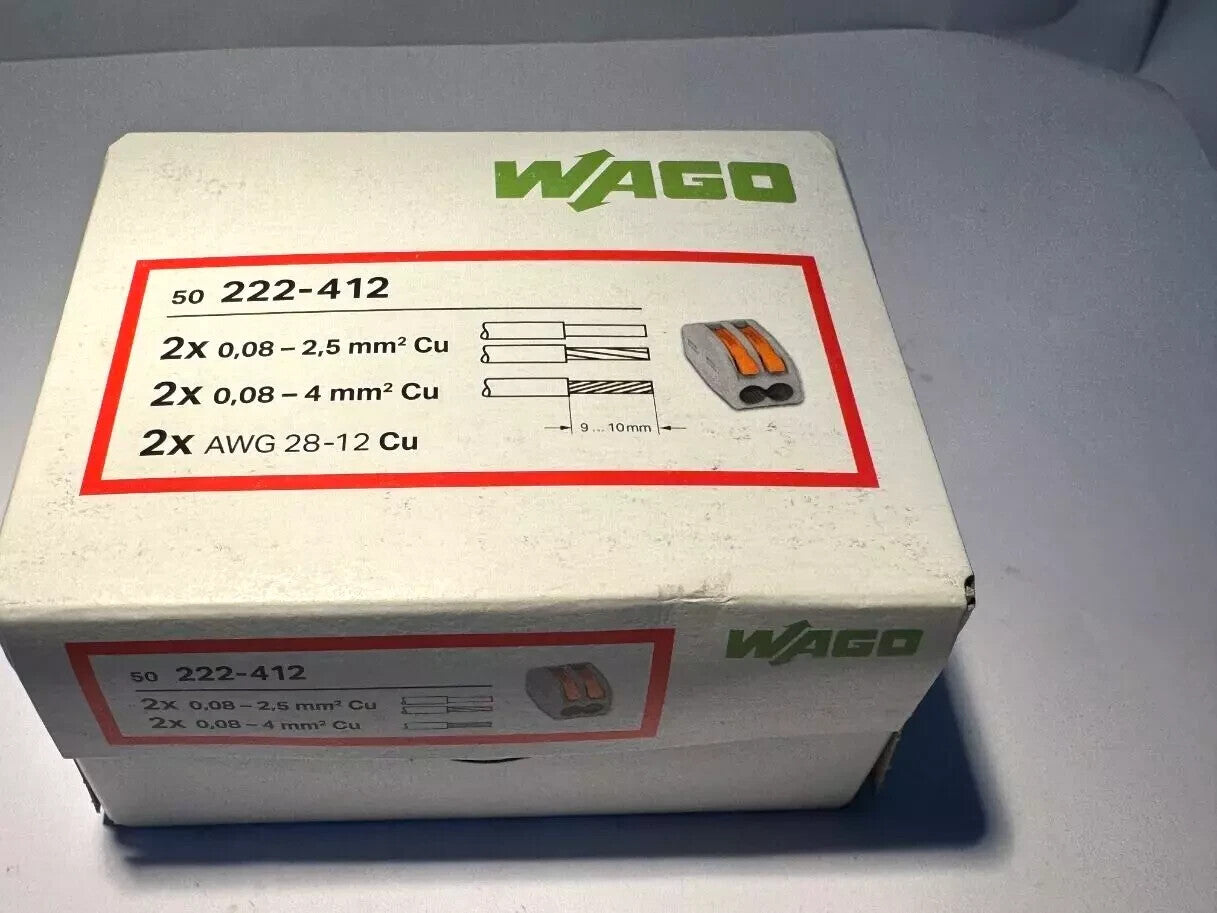 WAGO
50 222-412
2x 0,08 – 2,5 mm² Cu
2x 0,08 – 4 mm² Cu
2x AWG 28-12 Cu
9 ... 10mm
WAGO
50 222-412
2x 0,08 – 2,5 mm² Cu
2x 0,08 – 4 mm² Cu